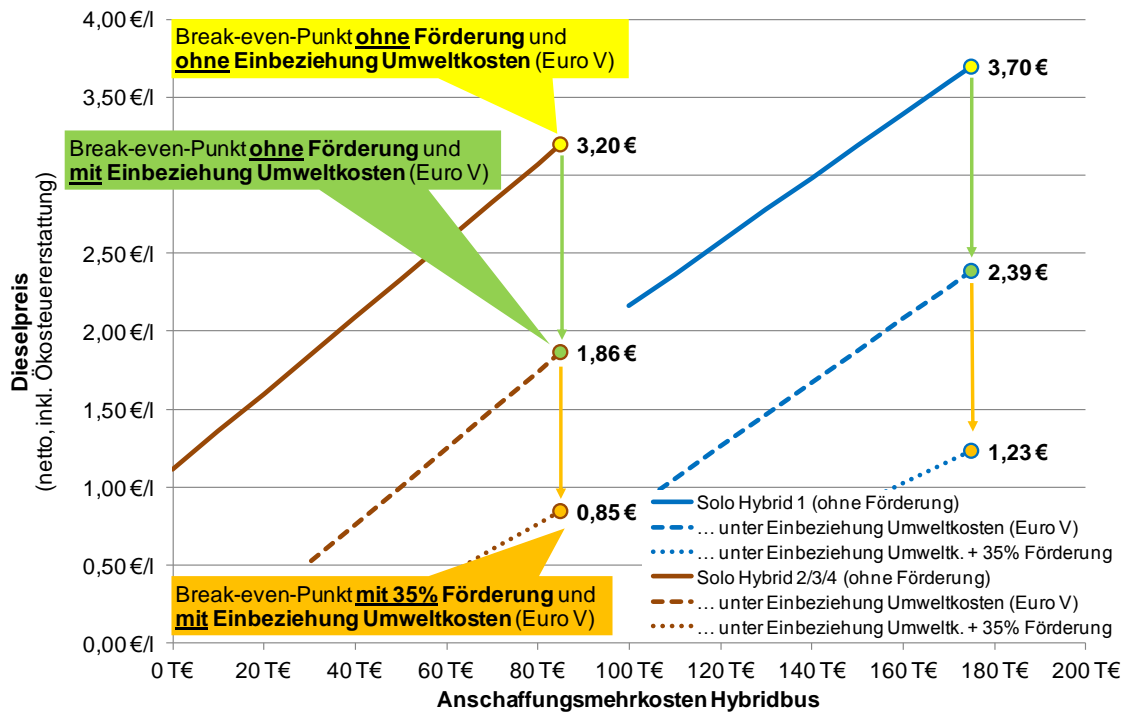 4,00 €/l
3,50 €/l
3,00 €/l
2,50 €/l
2,00 €/l
1,50 €/l
1,00 €/l
0,50 €/l
0,00 €/l
Dieselpreis
(netto, inkl. Ökosteuererstattung)
Break-even-Punkt ohne Förderung und
ohne Einbeziehung Umweltkosten (Euro V)
Break-even-Punkt ohne Förderung und
mit Einbeziehung Umweltkosten (Euro V)
Break-even-Punkt mit 35% Förderung und
mit Einbeziehung Umweltkosten (Euro V)
3,20 €
1,86 €
0,85 €
3,70 €
2,39 €
1,23 €
Solo Hybrid 1 (ohne Förderung)
… unter Einbeziehung Umweltkosten (Euro V)
… unter Einbeziehung Umweltk. + 35% Förderung
Solo Hybrid 2/3/4 (ohne Förderung)
… unter Einbeziehung Umweltkosten (Euro V)
… unter Einbeziehung Umweltk. + 35% Förderung
0 T€ 20 T€ 40 T€ 60 T€ 80 T€ 100 T€ 120 T€ 140 T€ 160 T€ 180 T€ 200 T€
Anschaffungsmehrkosten Hybridbus